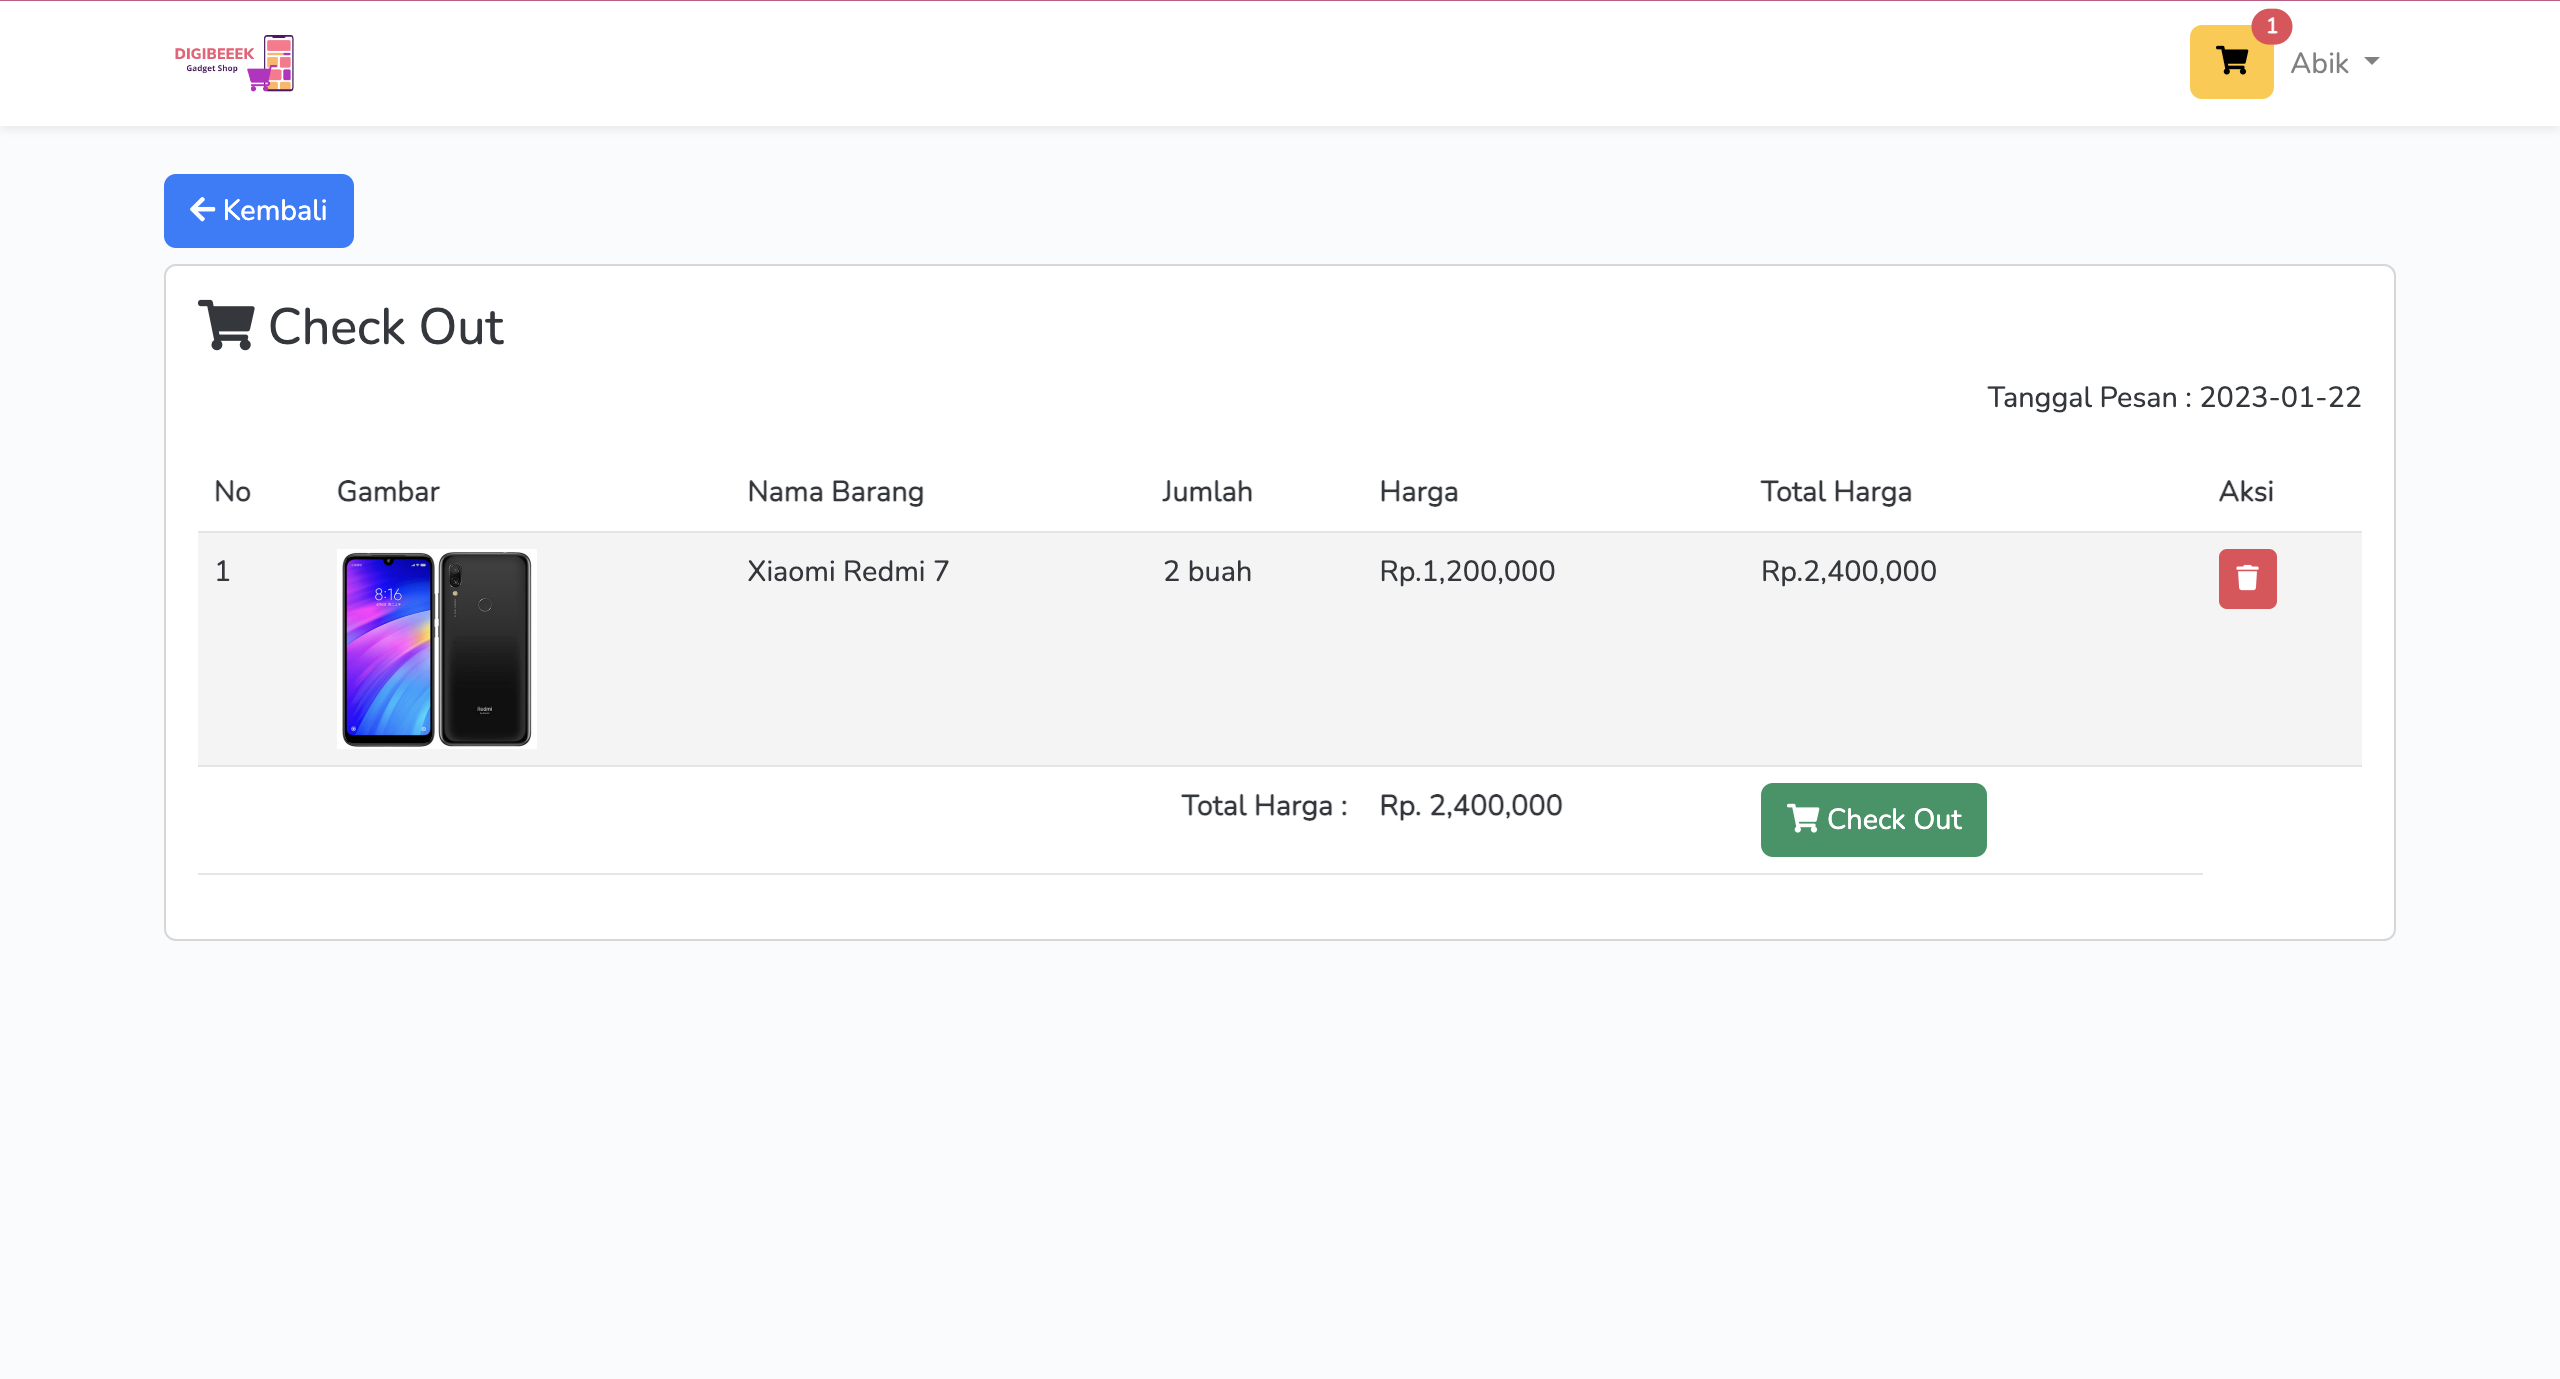 DIGIBEEEK
Gadget Shop
1
Abik
Kembali
Check Out
Tanggal Pesan : 2023-01-22
No Gambar Nama Barang Jumlah Harga Total Harga Aksi
1 Xiaomi Redmi 7 2 buah Rp.1,200,000 Rp.2,400,000
8:16
Redmi
Total Harga : Rp. 2,400,000 Check Out